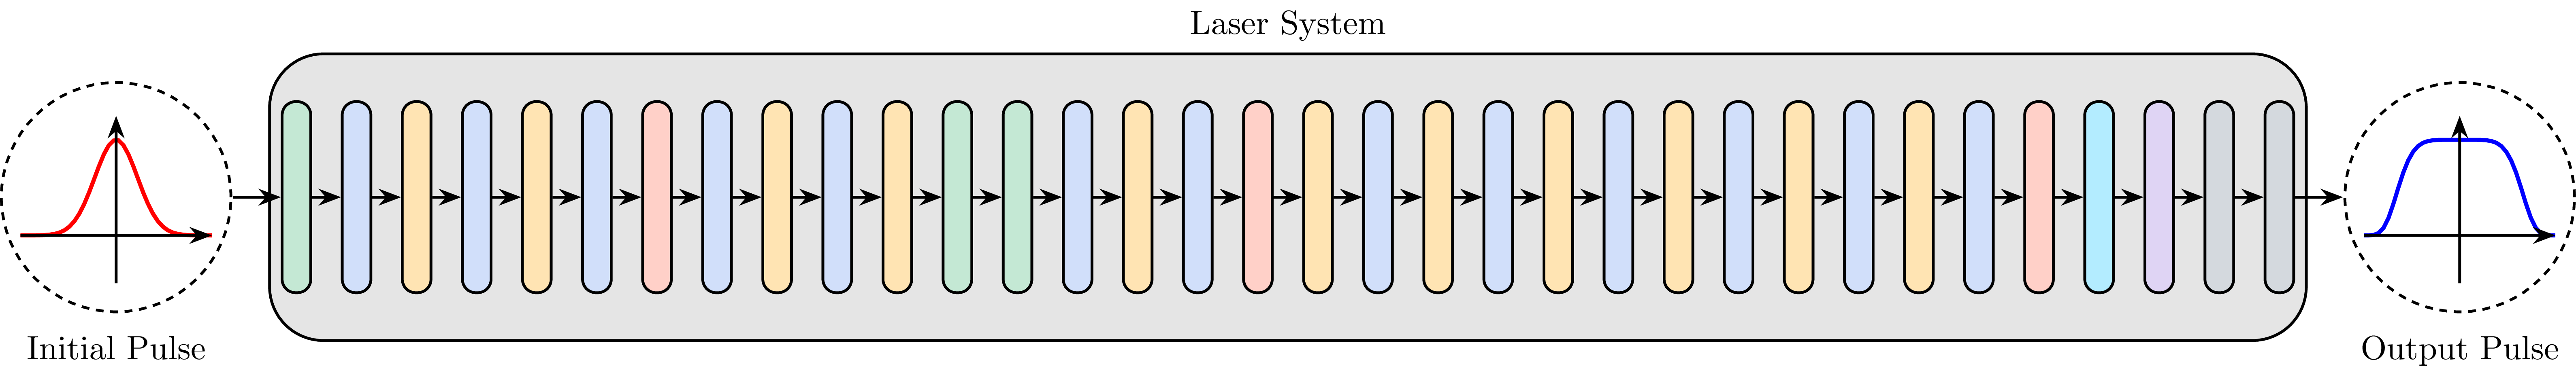 Laser System
Initial Pulse
Output Pulse